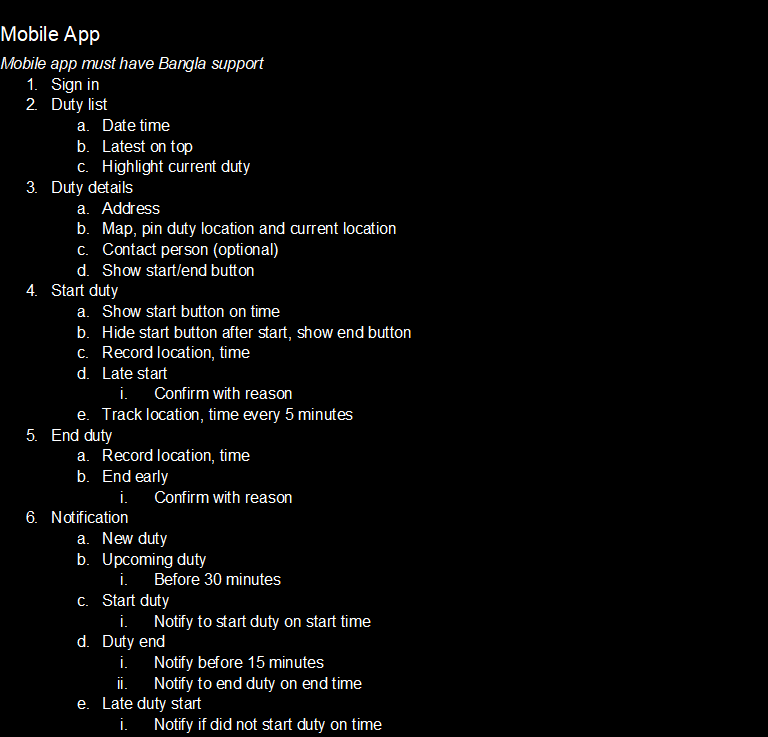 Mobile App
Mobile app must have Bangla support
1. Sign in
2. Duty list
a. Date time
b. Latest on top
c. Highlight current duty
3. Duty details
a. Address
b. Map, pin duty location and current location
c. Contact person (optional)
d. Show start/end button
4. Start duty
a. Show start button on time
b. Hide start button after start, show end button
c. Record location, time
d. Late start
i. Confirm with reason
e. Track location, time every 5 minutes
5. End duty
a. Record location, time
b. End early
i. Confirm with reason
6. Notification
a. New duty
b. Upcoming duty
i. Before 30 minutes
c. Start duty
i. Notify to start duty on start time
d. Duty end
i. Notify before 15 minutes
ii. Notify to end duty on end time
e. Late duty start
i. Notify if did not start duty on time